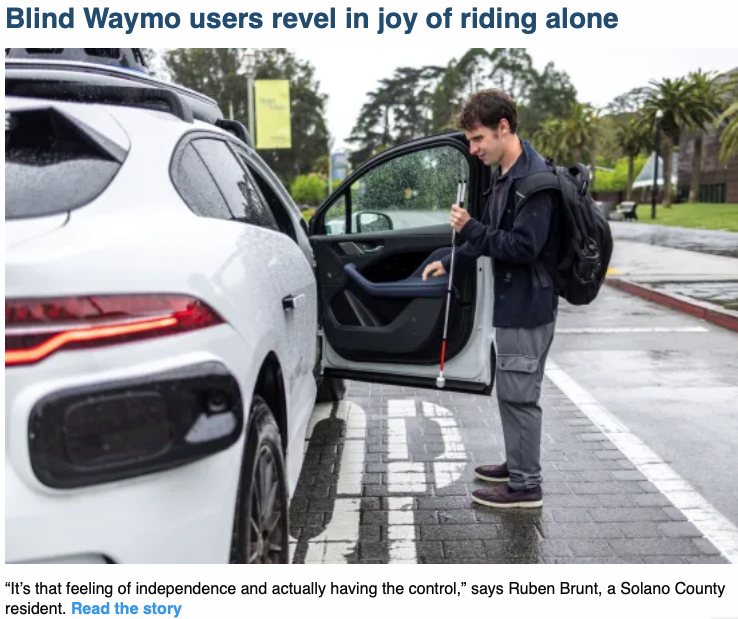 Blind Waymo users revel in joy of riding alone
“It’s that feeling of independence and actually having the control,” says Ruben Brunt, a Solano County
resident. Read the story